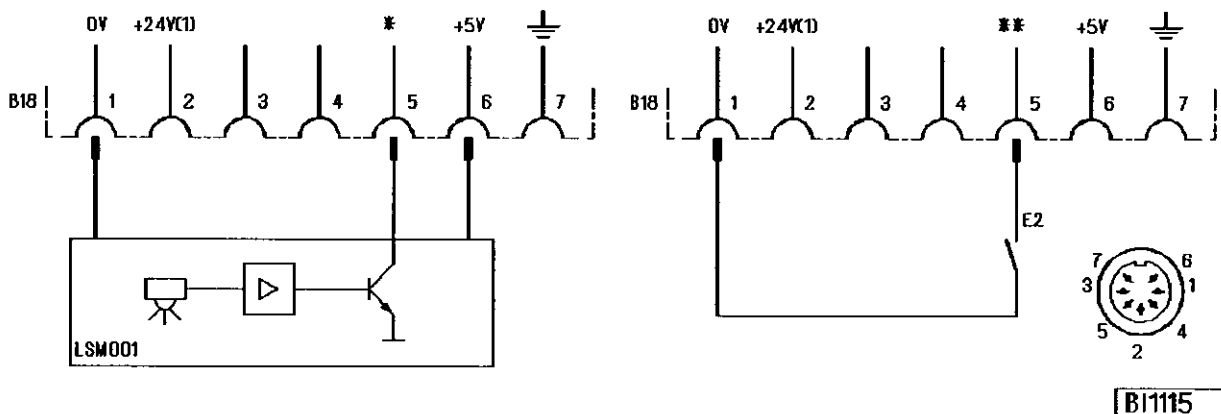 0V +24V(1) * +5V
B18 1 2 3 4 5 6 7
LSM001
0V +24V(1) ** +5V
B18 1 2 3 4 5 6 7
E2
7 6
3 1
5 4
2
BI1115